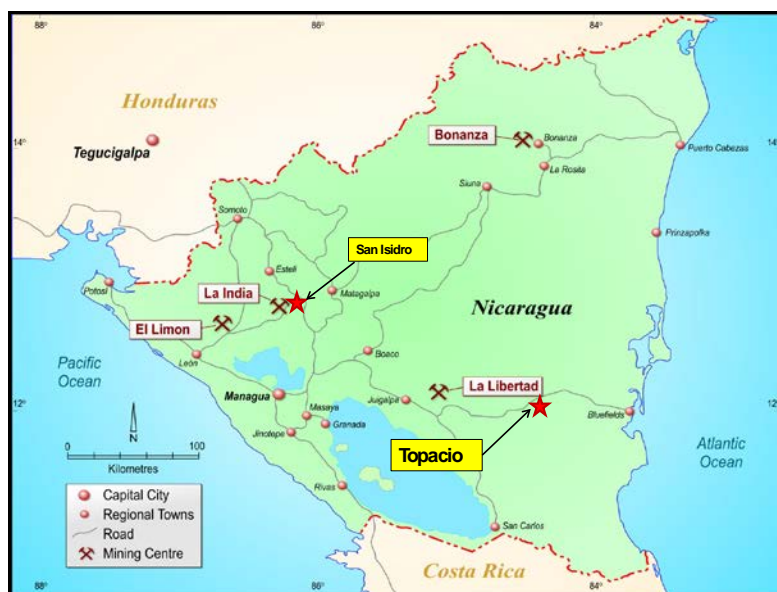 88°
86
84°
Honduras
14°
Tegucigalpa
Bonanza
Bonanza
14°
Puerto Cabezas
La Rosita
Siuna
Somoto
Prinzapolka
San Isidro
Esteli
La India
Matagalpa
Potosi
El Limon
Nicaragua
León
Boaco
Pacific
Ocean
La Libertad
Managua
Juigalpa
12°
12°
Masaya
Granada
Bluefields
Jinotepe
N
0
100
Kilometres
Topacio
Atlantic
Ocean
Rivas
Capital City
Regional Towns
Road
Mining Centre
San Carlos
Costa Rica
88°
86
84°